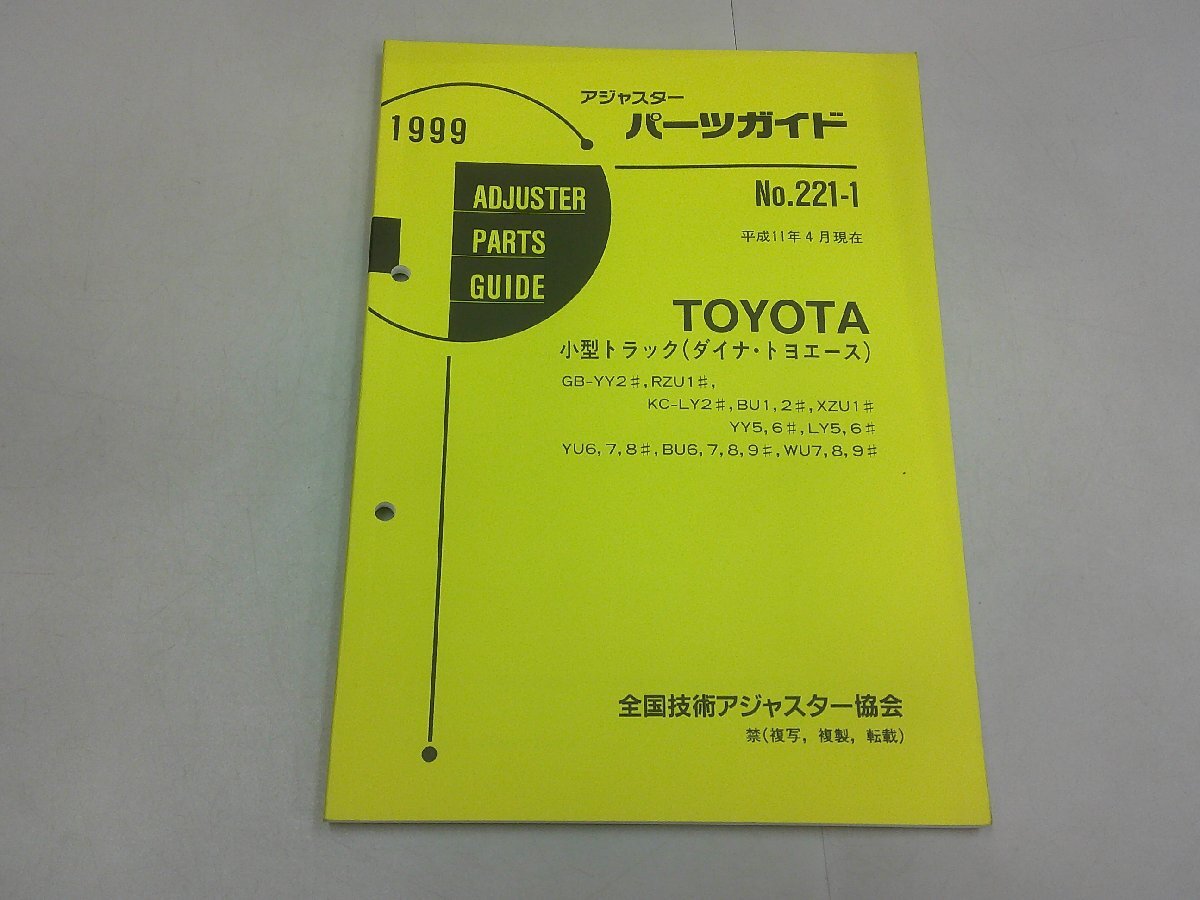 1999
アジャスター
パーツガイド
ADJUSTER
PARTS
GUIDE
No.221-1
平成11年4月現在
TOYOTA
小型トラック(ダイナ・トヨエース)
GB-YY2♯, RZU1♯,
KC-LY2♯, BU1, 2♯, XZU1♯
YY5, 6♯, LY5, 6♯
YU6, 7, 8♯, BU6, 7, 8, 9♯, WU7, 8, 9♯
全国技術アジャスター協会
禁(複写, 複製, 転載)